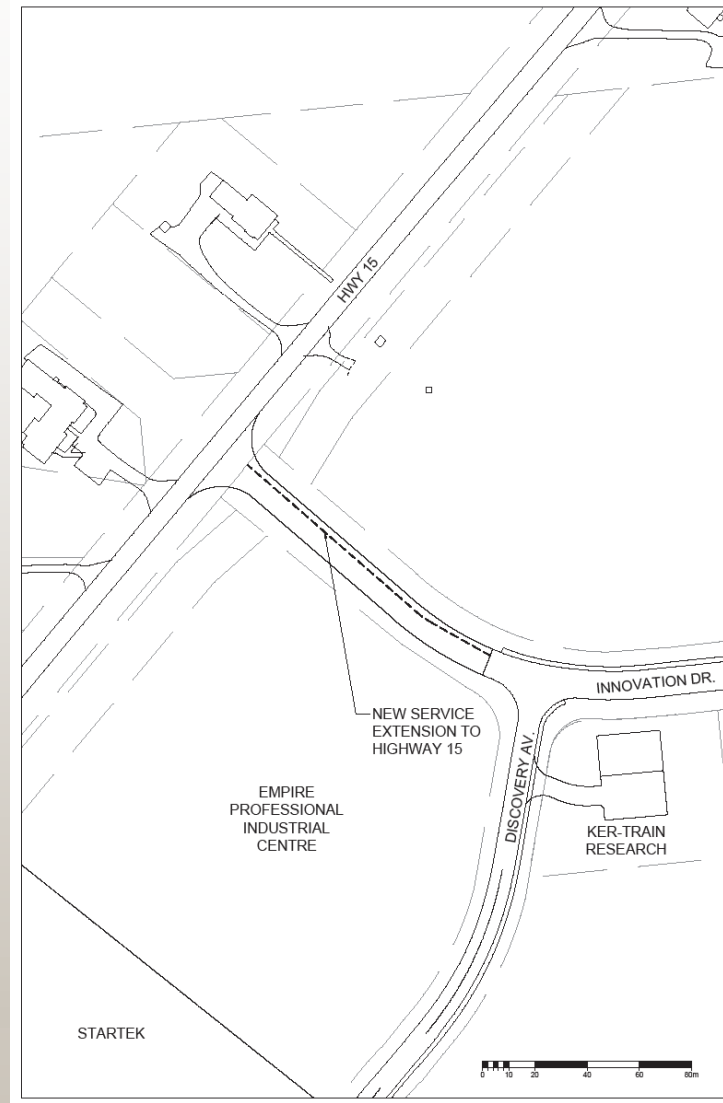 HWY 15
INNOVATION DR.
NEW SERVICE
EXTENSION TO
HIGHWAY 15
DISCOVERY AV.
EMPIRE
PROFESSIONAL
INDUSTRIAL
CENTRE
KER-TRAIN
RESEARCH
STARTEK
0 10 20 40 60 80m